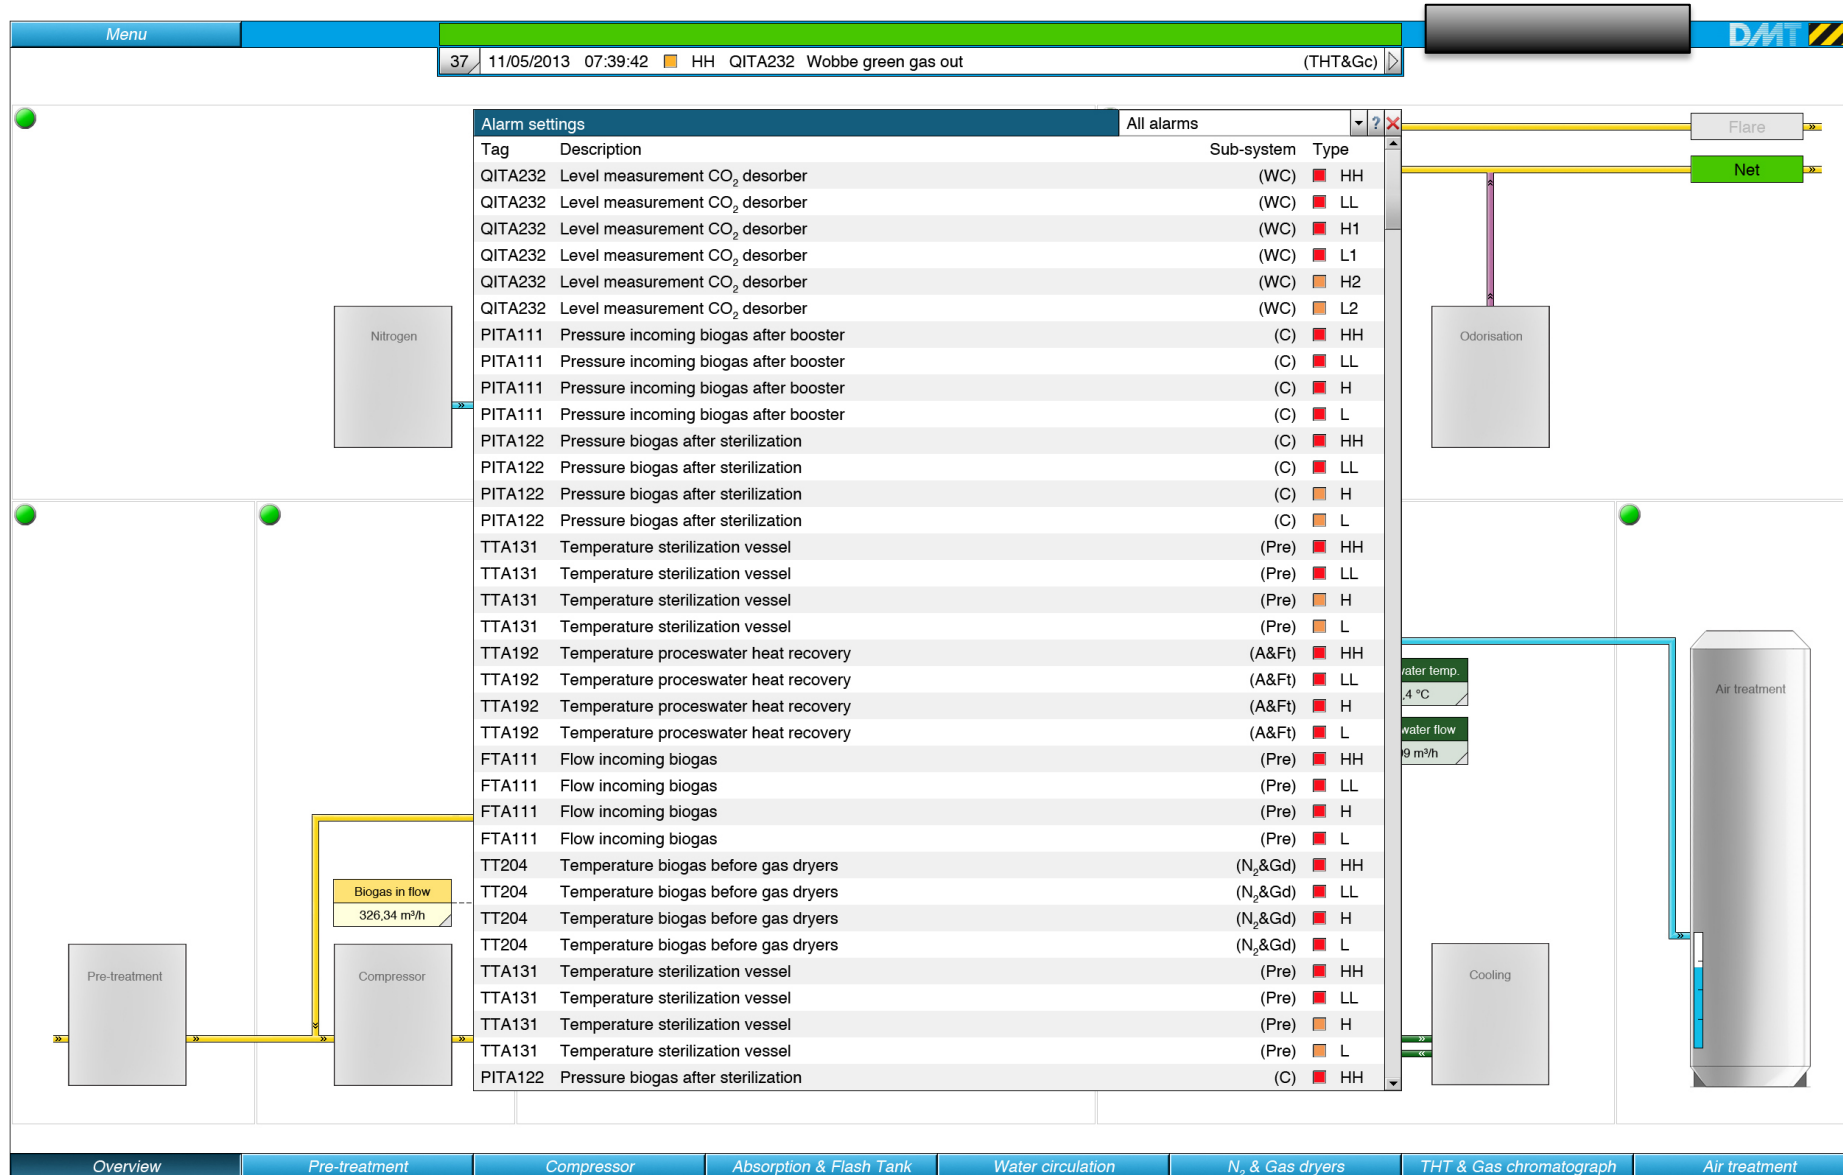 Menu
DMT
37 11/05/2013 07:39:42 HH QITA232 Wobbe green gas out (THT&Gc)
Alarm settings All alarms ?
Tag Description Sub-system Type
QITA232 Level measurement CO₂ desorber (WC) HH
QITA232 Level measurement CO₂ desorber (WC) LL
QITA232 Level measurement CO₂ desorber (WC) H1
QITA232 Level measurement CO₂ desorber (WC) L1
QITA232 Level measurement CO₂ desorber (WC) H2
QITA232 Level measurement CO₂ desorber (WC) L2
PITA111 Pressure incoming biogas after booster (C) HH
PITA111 Pressure incoming biogas after booster (C) LL
PITA111 Pressure incoming biogas after booster (C) H
PITA111 Pressure incoming biogas after booster (C) L
PITA122 Pressure biogas after sterilization (C) HH
PITA122 Pressure biogas after sterilization (C) LL
PITA122 Pressure biogas after sterilization (C) H
PITA122 Pressure biogas after sterilization (C) L
TTA131 Temperature sterilization vessel (Pre) HH
TTA131 Temperature sterilization vessel (Pre) LL
TTA131 Temperature sterilization vessel (Pre) H
TTA131 Temperature sterilization vessel (Pre) L
TTA192 Temperature proceswater heat recovery (A&Ft) HH
TTA192 Temperature proceswater heat recovery (A&Ft) LL
TTA192 Temperature proceswater heat recovery (A&Ft) H
TTA192 Temperature proceswater heat recovery (A&Ft) L
FTA111 Flow incoming biogas (Pre) HH
FTA111 Flow incoming biogas (Pre) LL
FTA111 Flow incoming biogas (Pre) H
FTA111 Flow incoming biogas (Pre) L
TT204 Temperature biogas before gas dryers (N₂&Gd) HH
TT204 Temperature biogas before gas dryers (N₂&Gd) LL
TT204 Temperature biogas before gas dryers (N₂&Gd) H
TT204 Temperature biogas before gas dryers (N₂&Gd) L
TTA131 Temperature sterilization vessel (Pre) HH
TTA131 Temperature sterilization vessel (Pre) LL
TTA131 Temperature sterilization vessel (Pre) H
TTA131 Temperature sterilization vessel (Pre) L
PITA122 Pressure biogas after sterilization (C) HH
Flare
Net
Nitrogen
Odorisation
water temp.
,4 °C
water flow
99 m³/h
Air treatment
Biogas in flow
326,34 m³/h
Pre-treatment
Compressor
Cooling
Overview Pre-treatment Compressor Absorption & Flash Tank Water circulation N₂ & Gas dryers THT & Gas chromatograph Air treatment